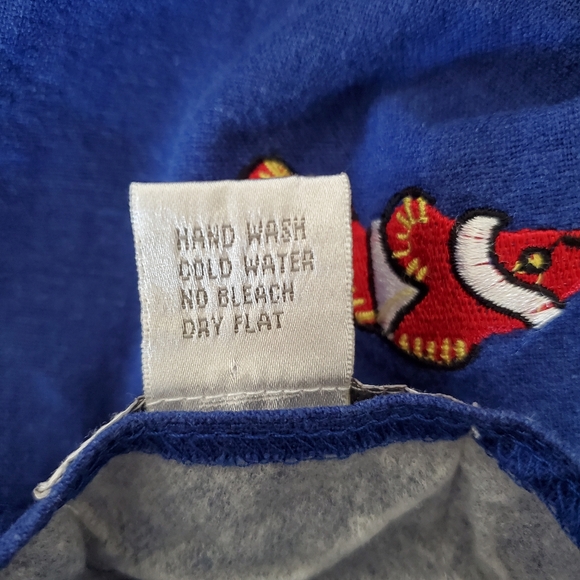 HAND WASH
COLD WATER
NO BLEACH
DRY FLAT